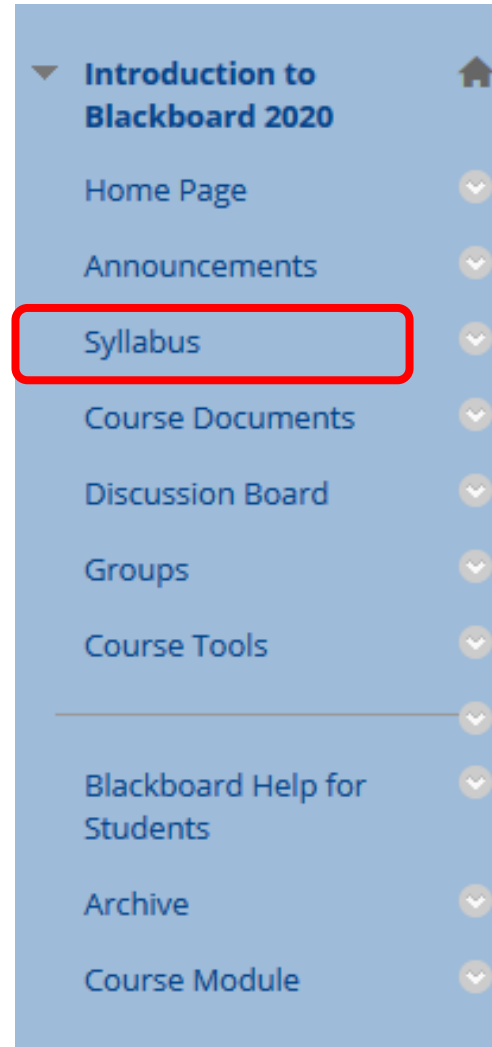 Introduction to
Blackboard 2020
Home Page
Announcements
Syllabus
Course Documents
Discussion Board
Groups
Course Tools
Blackboard Help for
Students
Archive
Course Module